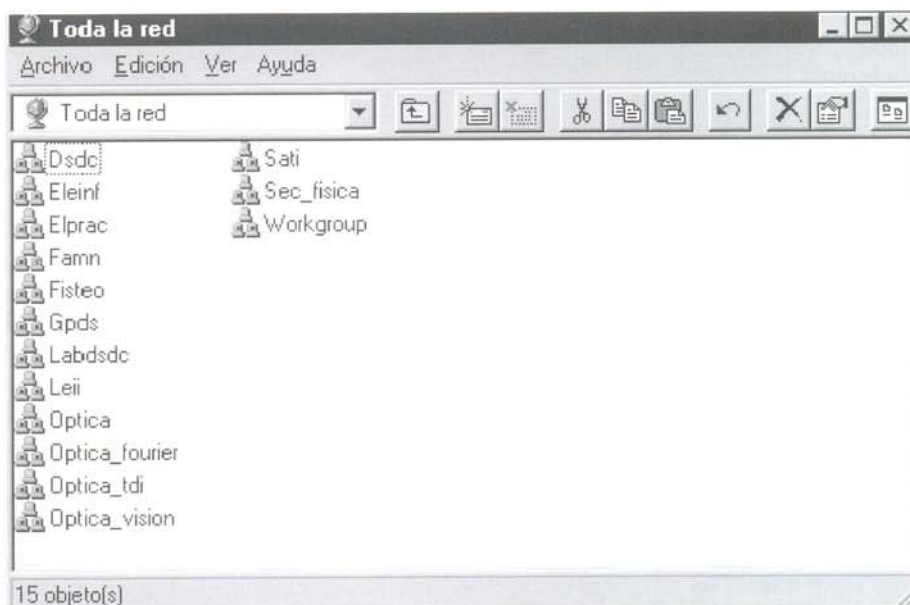 Toda la red
Archivo Edición Ver Ayuda
Toda la red
Dsdc
Eleinf
Elprac
Famn
Fisteo
Gpds
Labdsdc
Leii
Optica
Optica_fourier
Optica_tdi
Optica_vision
Sati
Sec_fisica
Workgroup
15 objeto(s)